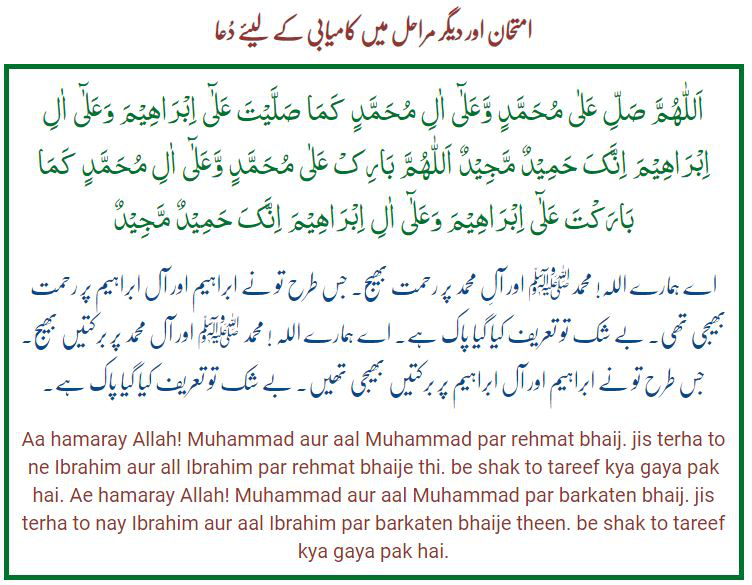 امتحان اور دیگر مراحل میں کامیابی کے لیئے دُعا
اَللّٰهُمَّ صَلِّ عَلٰی مُحَمَّدٍ وَّعَلٰٓی اٰلِ مُحَمَّدٍ کَمَا صَلَّیْتَ عَلٰٓی اِبْرَاهِیْمَ وَعَلٰٓی اٰلِ
اِبْرَاهِیْمَ اِنَّکَ حَمِیْدٌ مَّجِیْدٌ اَللّٰهُمَّ بَارِکْ عَلٰی مُحَمَّدٍ وَّعَلٰٓی اٰلِ مُحَمَّدٍ کَمَا
بَارَکْتَ عَلٰٓی اِبْرَاهِیْمَ وَعَلٰٓی اٰلِ اِبْرَاهِیْمَ اِنَّکَ حَمِیْدٌ مَّجِیْدٌ
اے ہمارے اللہ! محمد ﷺ اور آلِ محمد پر رحمت بھیج۔ جس طرح تو نے ابراہیم اور آل ابراہیم پر رحمت
بھیجی تھی۔ بے شک تو تعریف کیا گیا پاک ہے۔ اے ہمارے اللہ ! محمد ﷺ اور آل محمد پر برکتیں بھیج۔
جس طرح تو نے ابراہیم اور آل ابراہیم پر برکتیں بھیجی تھیں۔ بے شک تو تعریف کیا گیا پاک ہے۔
Aa hamaray Allah! Muhammad aur aal Muhammad par rehmat bhaij. jis terha to
ne Ibrahim aur all Ibrahim par rehmat bhaije thi. be shak to tareef kya gaya pak
hai. Ae hamaray Allah! Muhammad aur aal Muhammad par barkaten bhaij. jis
terha to nay Ibrahim aur aal Ibrahim par barkaten bhaije theen. be shak to tareef
kya gaya pak hai.